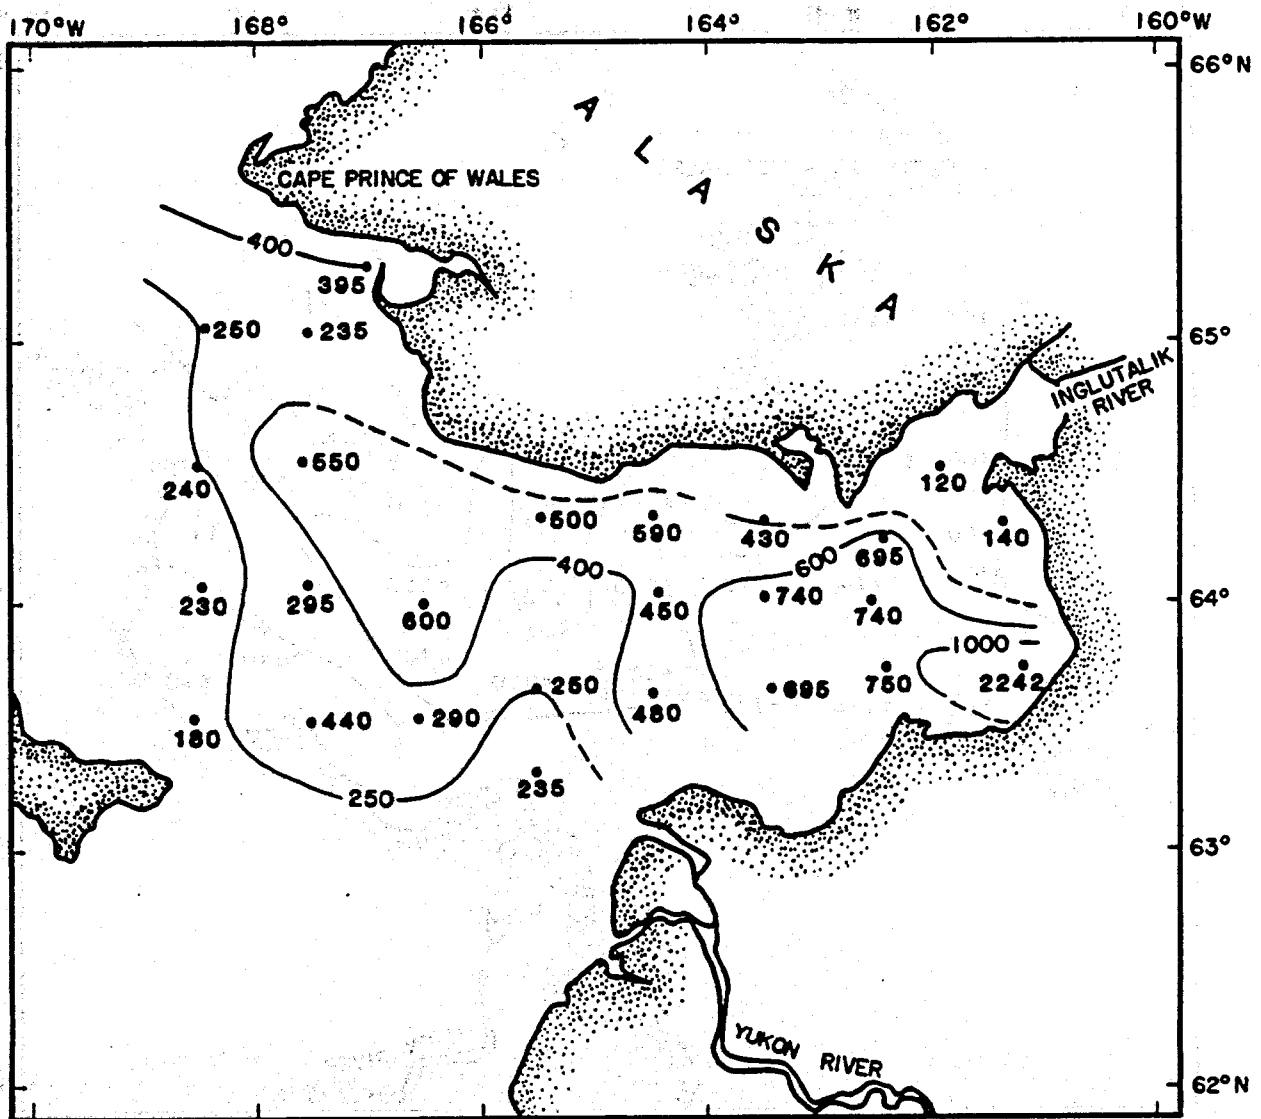 170°W 168° 166° 164° 162° 160°W
66°N
ALASKA
CAPE PRINCE OF WALES
400
395
250 235
65°
INGLUTALIK
RIVER
550
240
120
500 590 430 140
695
400 600
230 295 600 450 740 740
64°
1000
250 695 750 2242
180 440 290 480
250 235
63°
YUKON RIVER
62°N